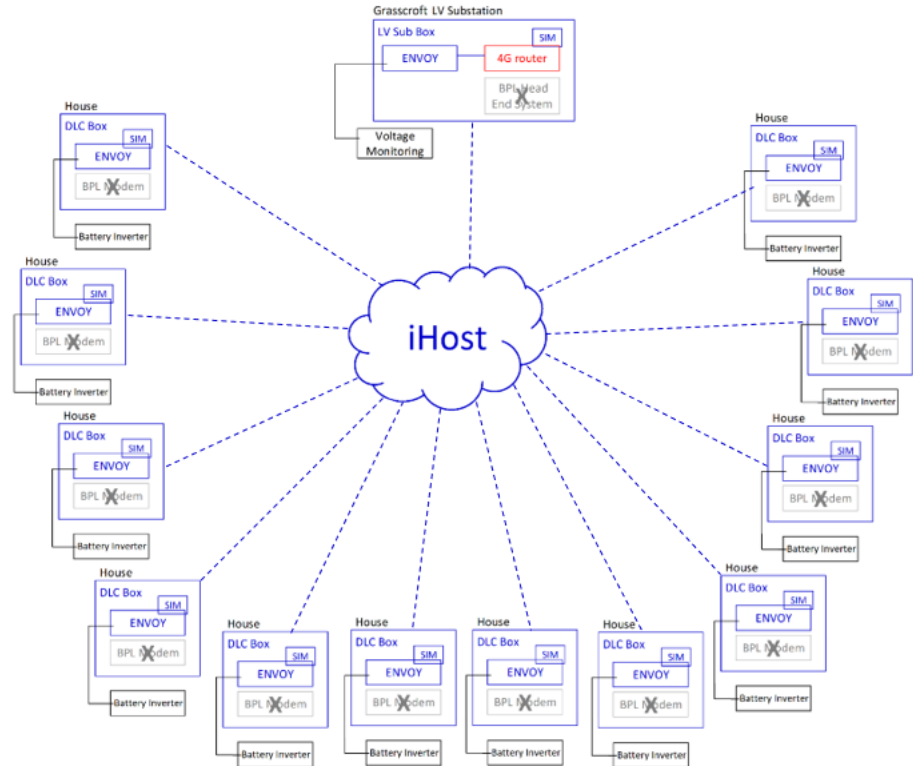 Grasscroft LV Substation
LV Sub Box
SIM
ENVOY
4G router
BPL Head
End System
X
Voltage
Monitoring
House
DLC Box
SIM
ENVOY
BPL Modem
X
Battery Inverter
House
DLC Box
SIM
ENVOY
BPL Modem
X
Battery Inverter
House
DLC Box
SIM
ENVOY
BPL Modem
X
Battery Inverter
House
DLC Box
SIM
ENVOY
BPL Modem
X
Battery Inverter
iHost
House
DLC Box
SIM
ENVOY
BPL Modem
X
Battery Inverter
House
DLC Box
SIM
ENVOY
BPL Modem
X
Battery Inverter
House
DLC Box
SIM
ENVOY
BPL Modem
X
Battery Inverter
House
DLC Box
SIM
ENVOY
BPL Modem
X
Battery Inverter
House
DLC Box
SIM
ENVOY
BPL Modem
X
Battery Inverter
House
DLC Box
SIM
ENVOY
BPL Modem
X
Battery Inverter
House
DLC Box
SIM
ENVOY
BPL Modem
X
Battery Inverter
House
DLC Box
SIM
ENVOY
BPL Modem
X
Battery Inverter